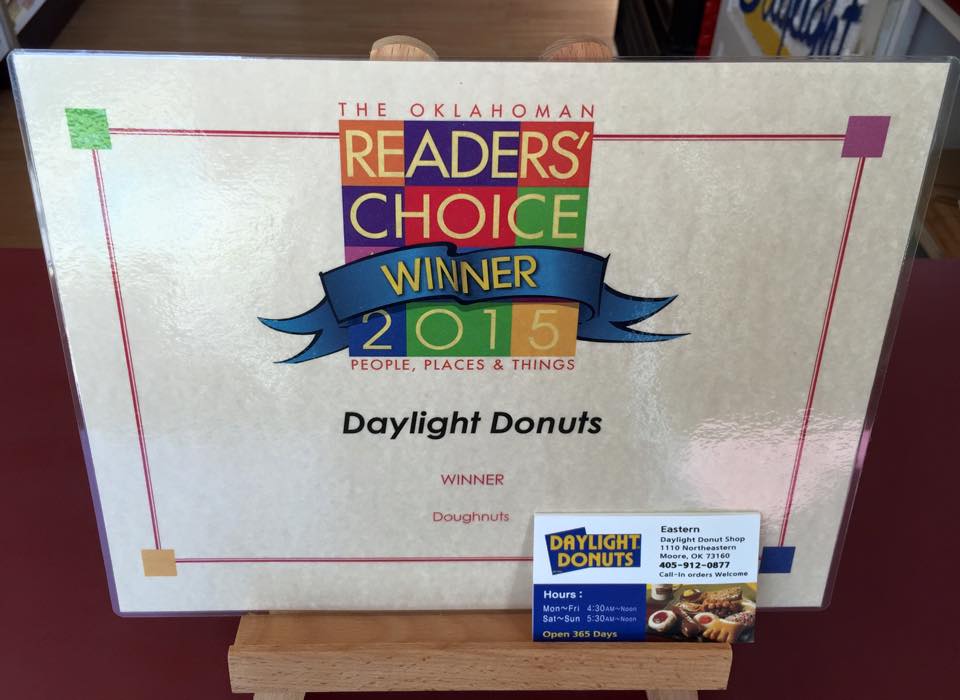 Daylight
THE OKLAHOMAN
READERS'
CHOICE
WINNER
2015
PEOPLE, PLACES & THINGS
Daylight Donuts
WINNER
Doughnuts
DAYLIGHT
DONUTS
Eastern
Daylight Donut Shop
1110 Northeastern
Moore, OK 73160
405-912-0877
Call-In orders Welcome
Hours :
Mon~Fri 4:30AM~Noon
Sat~Sun 5:30AM~Noon
Open 365 Days